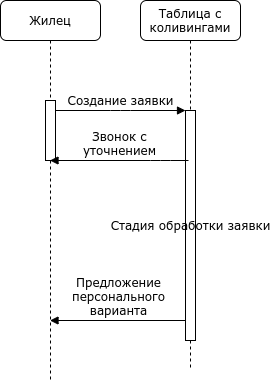 Жилец
Таблица с
коливингами
Создание заявки
Звонок с
уточнением
Стадия обработки заявки
Предложение
персонального
варианта